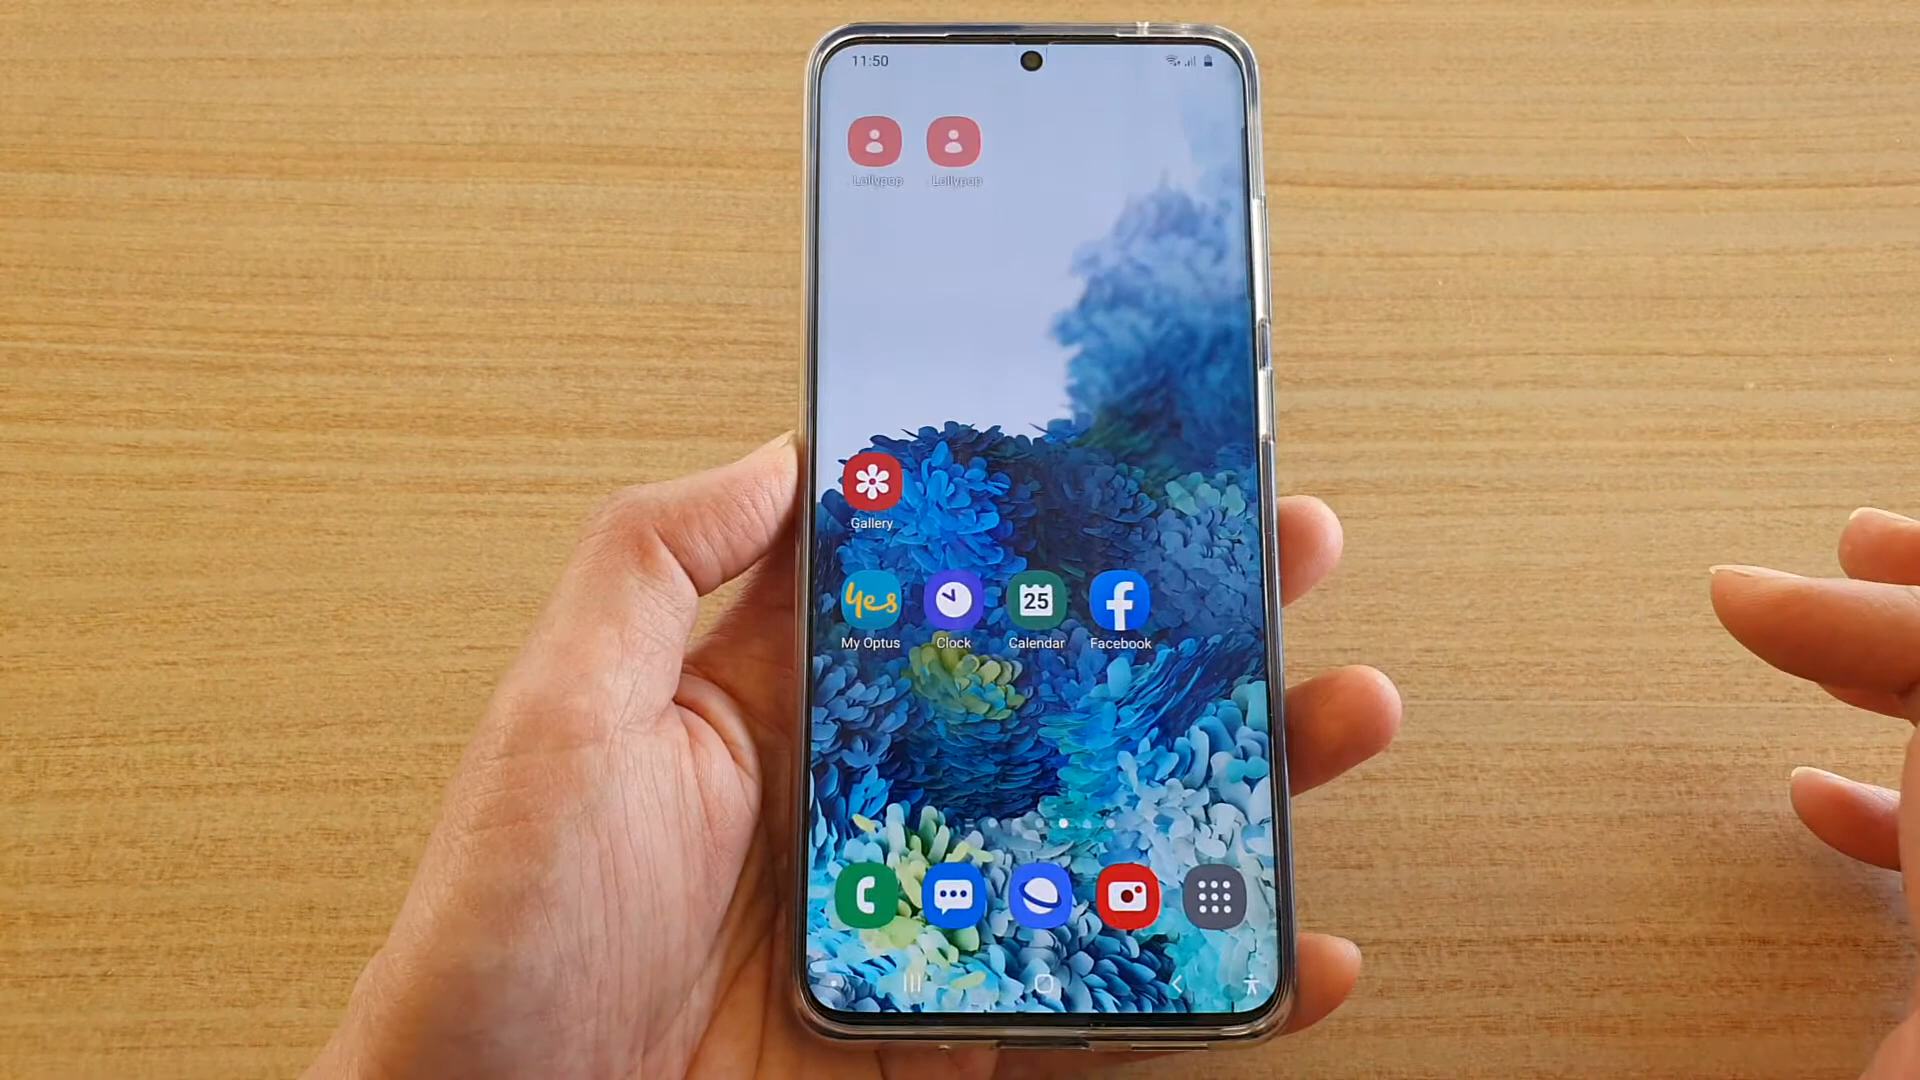 11:50
Lollypop Lollypop
Gallery
yes 25
My Optus Clock Calendar Facebook